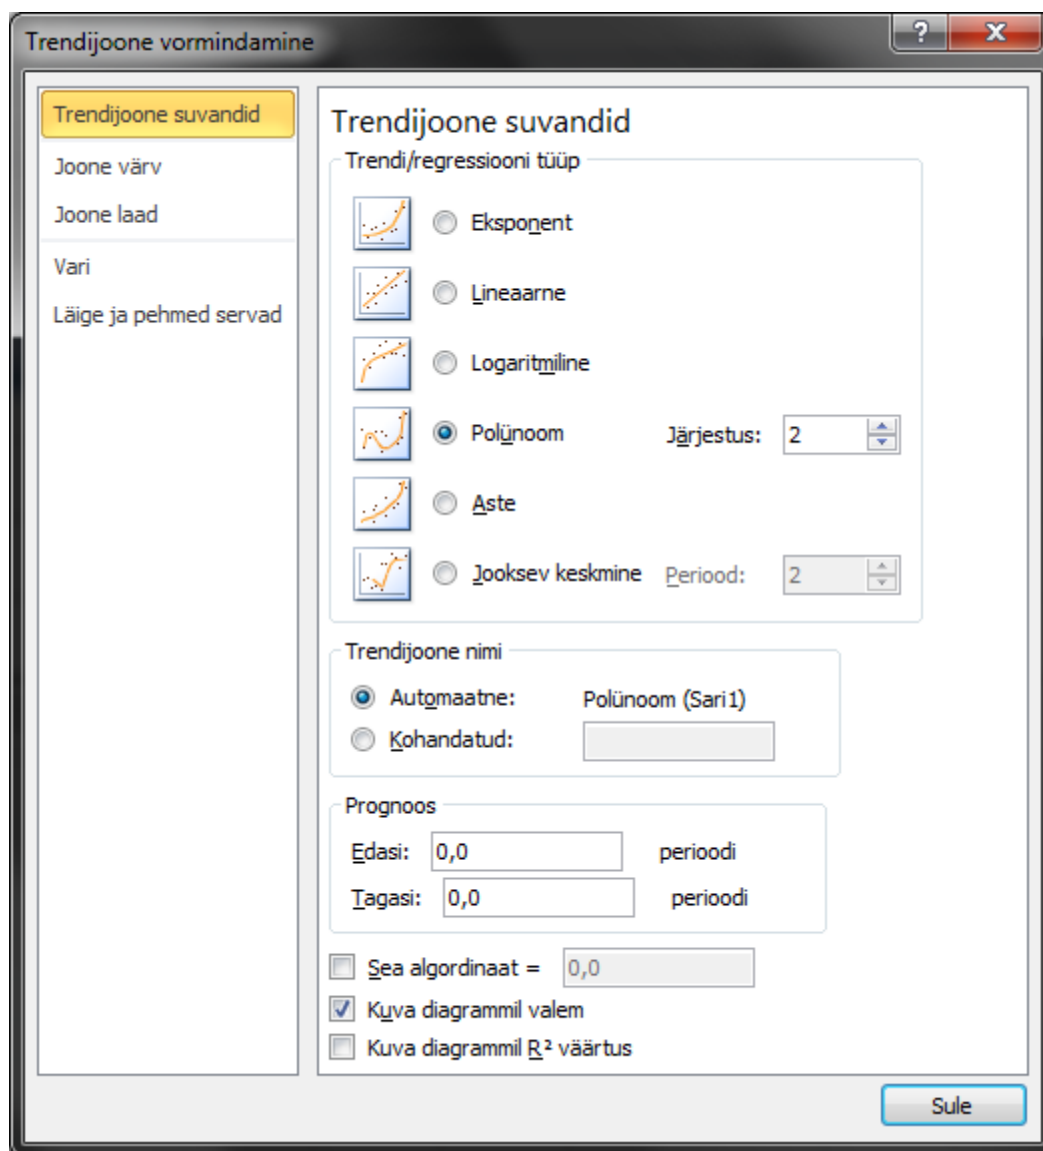 Trendijoone vormindamine
Trendijoone suvandid
Joone värv
Joone laad
Vari
Läige ja pehmed servad
Trendijoone suvandid
Trendi/regressiooni tüüp
Eksponent
Lineaarne
Logaritmiline
Polünoom Järjestus: 2
Aste
Jooksev keskmine Periood: 2
Trendijoone nimi
Automaatne: Polünoom (Sari1)
Kohandatud:
Prognoos
Edasi: 0,0 perioodi
Tagasi: 0,0 perioodi
Sea algordinaat = 0,0
Kuva diagrammil valem
Kuva diagrammil R² väärtus
Sule